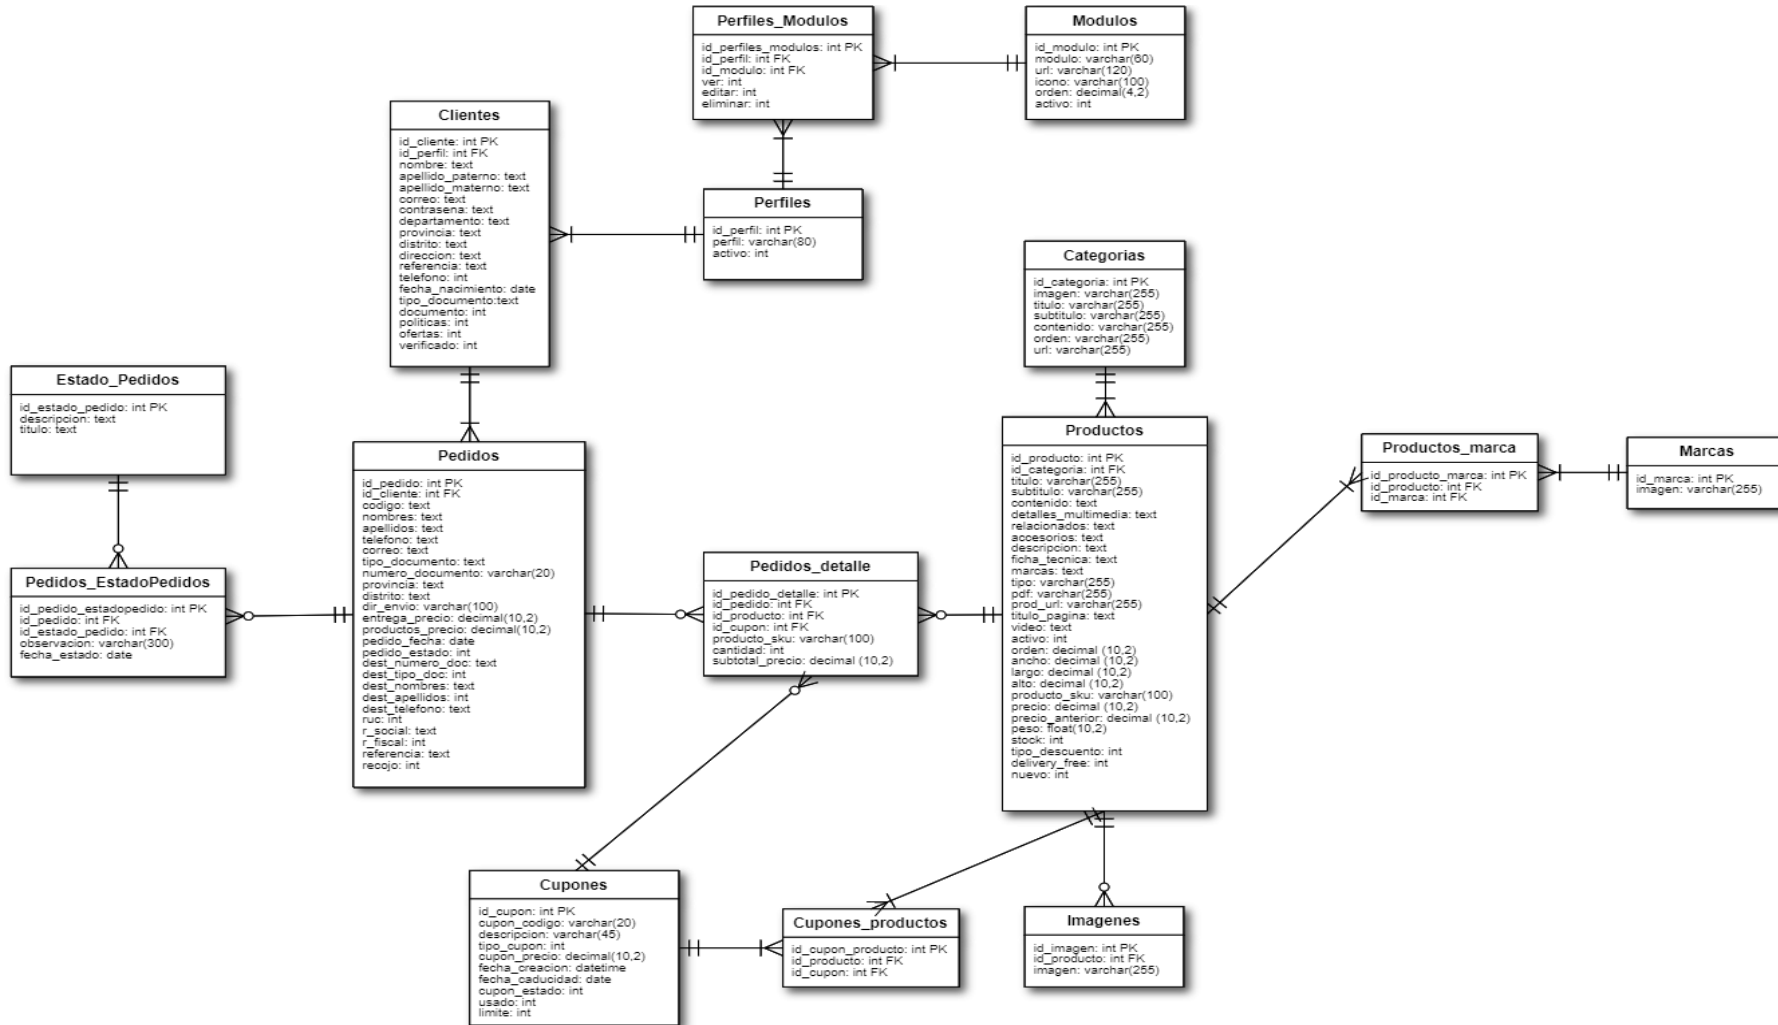 Perfiles_Modulos
id_perfiles_modulos: int PK
id_perfil: int FK
id_modulo: int FK
ver: int
editar: int
eliminar: int
Modulos
id_modulo: int PK
modulo: varchar(60)
url: varchar(120)
icono: varchar(100)
orden: decimal(4,2)
activo: int
Clientes
id_cliente: int PK
id_perfil: int FK
nombre: text
apellido_paterno: text
apellido_materno: text
correo: text
contrasena: text
departamento: text
provincia: text
distrito: text
direccion: text
referencia: text
telefono: int
fecha_nacimiento: date
tipo_documento:text
documento: int
politicas: int
ofertas: int
verificado: int
Perfiles
id_perfil: int PK
perfil: varchar(80)
activo: int
Categorias
id_categoria: int PK
imagen: varchar(255)
titulo: varchar(255)
subtitulo: varchar(255)
contenido: varchar(255)
orden: varchar(255)
url: varchar(255)
Estado_Pedidos
id_estado_pedido: int PK
descripcion: text
titulo: text
Pedidos
id_pedido: int PK
id_cliente: int FK
codigo: text
nombres: text
apellidos: text
telefono: text
correo: text
tipo_documento: text
numero_documento: varchar(20)
provincia: text
distrito: text
dir_envio: varchar(100)
entrega_precio: decimal(10,2)
productos_precio: decimal(10,2)
pedido_fecha: date
pedido_estado: int
dest_numero_doc: text
dest_tipo_doc: int
dest_nombres: text
dest_apellidos: int
dest_telefono: text
ruc: int
r_social: text
r_fiscal: int
referencia: text
recojo: int
Productos
id_producto: int PK
id_categoria: int FK
titulo: varchar(255)
subtitulo: varchar(255)
contenido: text
detalles_multimedia: text
relacionados: text
accesorios: text
descripcion: text
ficha_tecnica: text
marcas: text
tipo: varchar(255)
pdf: varchar(255)
prod_url: varchar(255)
titulo_pagina: text
video: text
activo: int
orden: decimal (10,2)
ancho: decimal (10,2)
largo: decimal (10,2)
alto: decimal (10,2)
producto_sku: varchar(100)
precio: decimal (10,2)
precio_anterior: decimal (10,2)
peso: float(10,2)
stock: int
tipo_descuento: int
delivery_free: int
nuevo: int
Productos_marca
id_producto_marca: int PK
id_producto: int FK
id_marca: int FK
Marcas
id_marca: int PK
imagen: varchar(255)
Pedidos_EstadoPedidos
id_pedido_estadopedido: int PK
id_pedido: int FK
id_estado_pedido: int FK
observacion: varchar(300)
fecha_estado: date
Pedidos_detalle
id_pedido_detalle: int PK
id_pedido: int FK
id_producto: int FK
id_cupon: int FK
producto_sku: varchar(100)
cantidad: int
subtotal_precio: decimal (10,2)
Cupones
id_cupon: int PK
cupon_codigo: varchar(20)
descripcion: varchar(45)
tipo_cupon: int
cupon_precio: decimal(10,2)
fecha_creacion: datetime
fecha_caducidad: date
cupon_estado: int
usado: int
limite: int
Cupones_productos
id_cupon_producto: int PK
id_producto: int FK
id_cupon: int FK
Imagenes
id_imagen: int PK
id_producto: int FK
imagen: varchar(255)